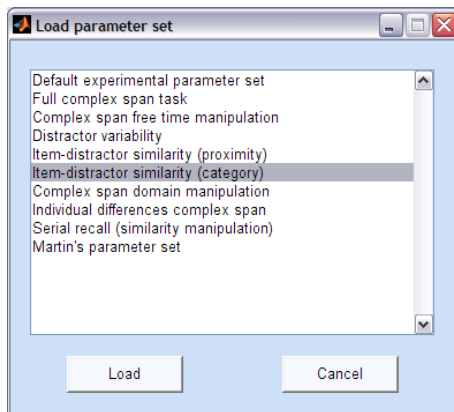 Load parameter set
Default experimental parameter set
Full complex span task
Complex span free time manipulation
Distractor variability
Item-distractor similarity (proximity)
Item-distractor similarity (category)
Complex span domain manipulation
Individual differences complex span
Serial recall (similarity manipulation)
Martin's parameter set
Load Cancel